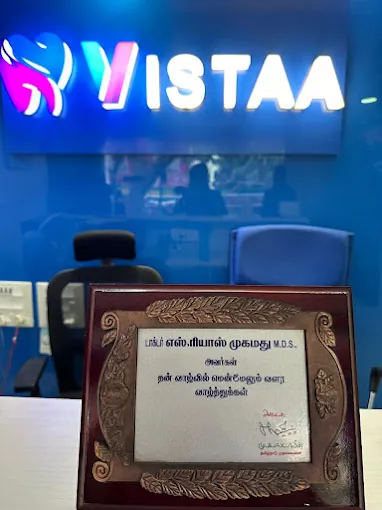 VISTAA
டாக்டர் எஸ்.ரியாஸ் முகமது M.D.S.,
அவர்கள்
தன் வாழ்வில் மென்மேலும் வளர
வாழ்த்துக்கள்